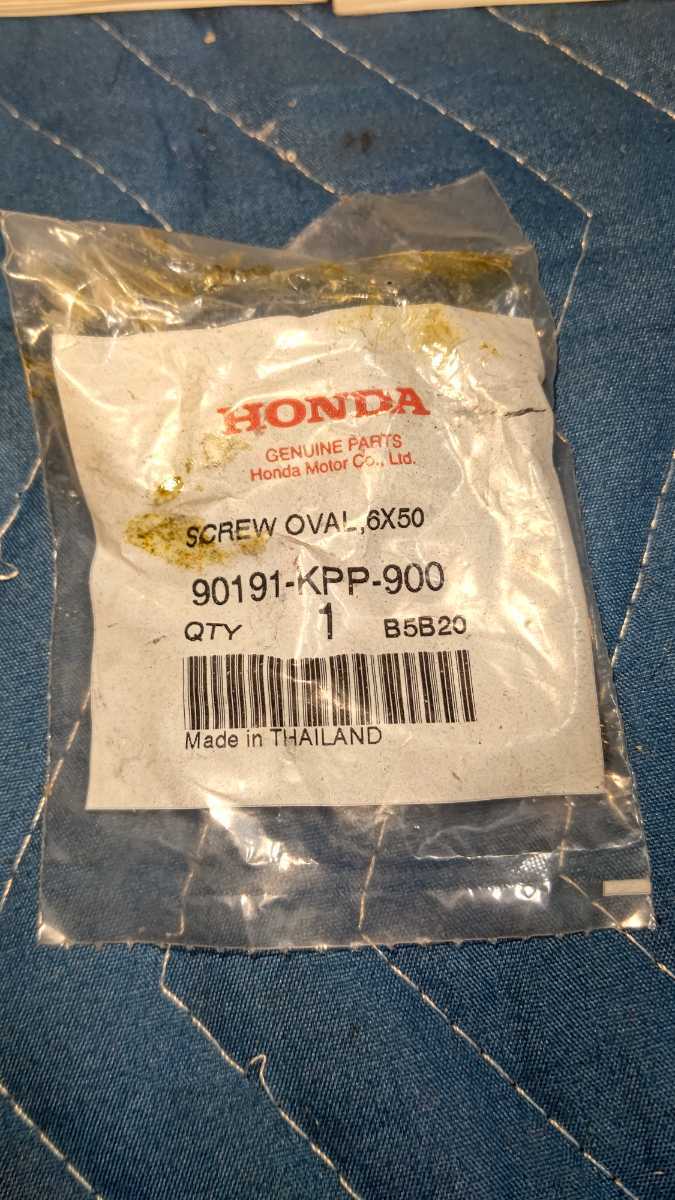 HONDA
GENUINE PARTS
Honda Motor Co., Ltd.
SCREW OVAL,6X50
90191-KPP-900
QTY 1 B5B20
Made in THAILAND